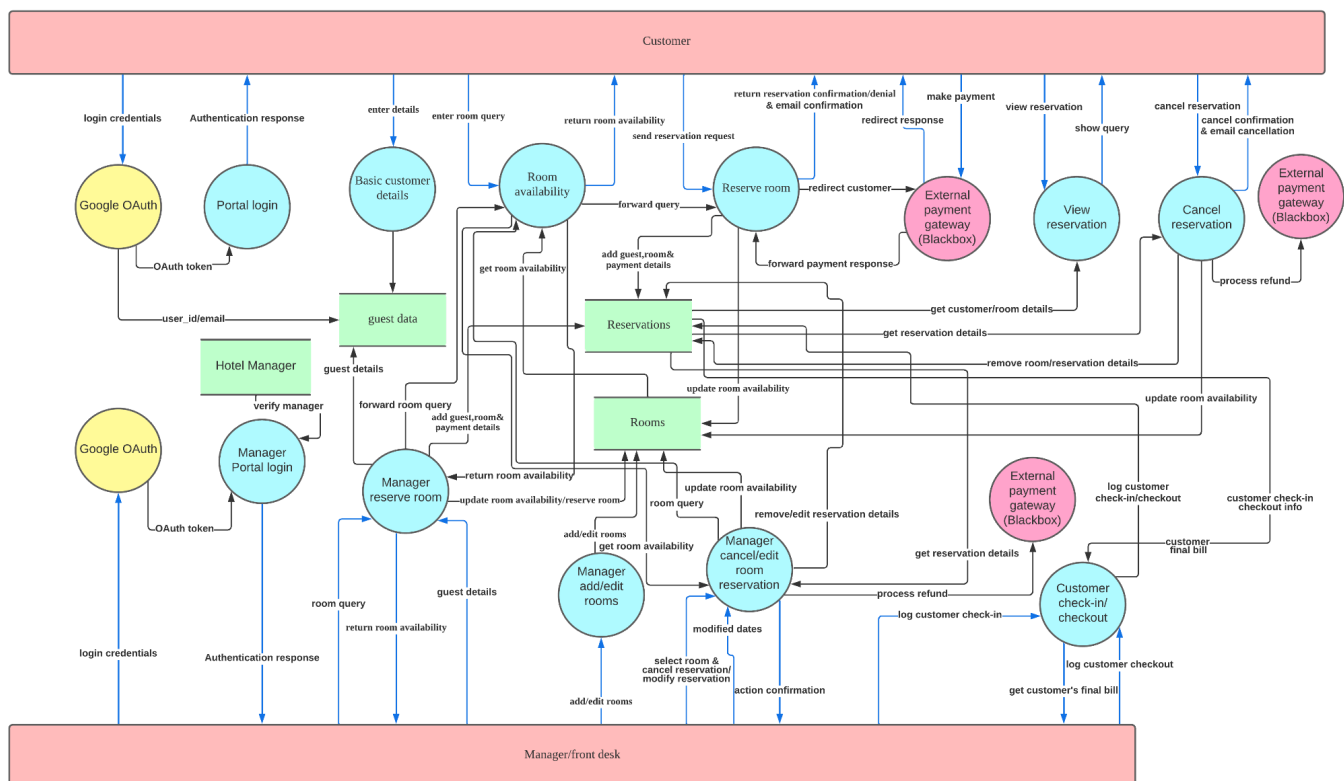 Customer
login credentials
Authentication response
enter details
enter room query
return room availability
send reservation request
return reservation confirmation/denial
& email confirmation
redirect response
make payment
view reservation
show query
cancel reservation
cancel confirmation
& email cancellation
Google OAuth
Portal login
Basic customer
details
Room
availability
Reserve room
redirect customer
External
payment
gateway
(Blackbox)
View
reservation
Cancel
reservation
External
payment
gateway
(Blackbox)
forward query
OAuth token
get room availability
add guest,room&
payment details
forward payment response
process refund
user_id/email
guest data
Reservations
get customer/room details
get reservation details
Hotel Manager
guest details
remove room/reservation details
verify manager
forward room query
update room availability
update room availability
add guest,room&
payment details
Rooms
Google OAuth
Manager
Portal login
Manager
reserve room
return room availability
update room availability/reserve room
room query
update room availability
remove/edit reservation details
External
payment
gateway
(Blackbox)
log customer
check-in/checkout
customer check-in
checkout info
OAuth token
add/edit rooms
get room availability
Manager
add/edit
rooms
Manager
cancel/edit
room
reservation
get reservation details
customer
final bill
process refund
Customer
check-in/
checkout
room query
guest details
return room availability
modified dates
log customer check-in
login credentials
Authentication response
select room &
cancel reservation/
modify reservation
action confirmation
log customer checkout
get customer's final bill
add/edit rooms
Manager/front desk